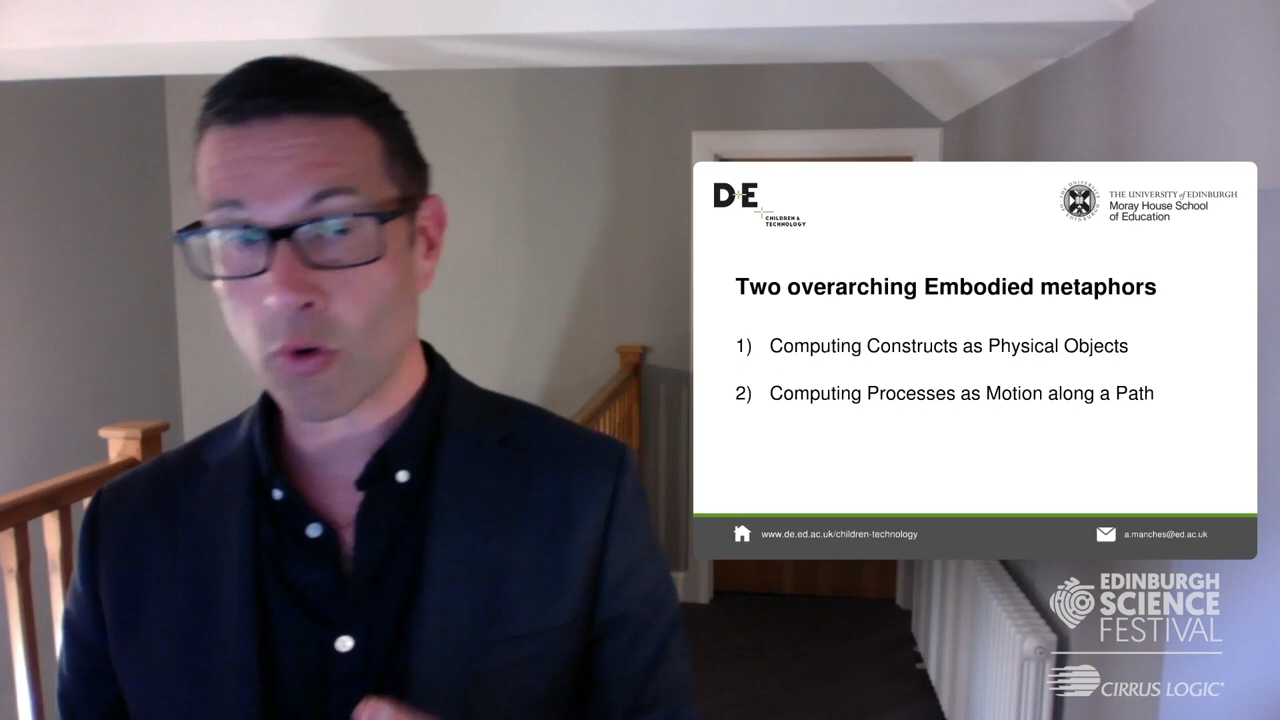 D+E
CHILDREN &
TECHNOLOGY
THE UNIVERSITY of EDINBURGH
Moray House School
of Education
Two overarching Embodied metaphors
1) Computing Constructs as Physical Objects
2) Computing Processes as Motion along a Path
www.de.ed.ac.uk/children-technology
a.manches@ed.ac.uk
EDINBURGH
SCIENCE
FESTIVAL
CIRRUS LOGIC®